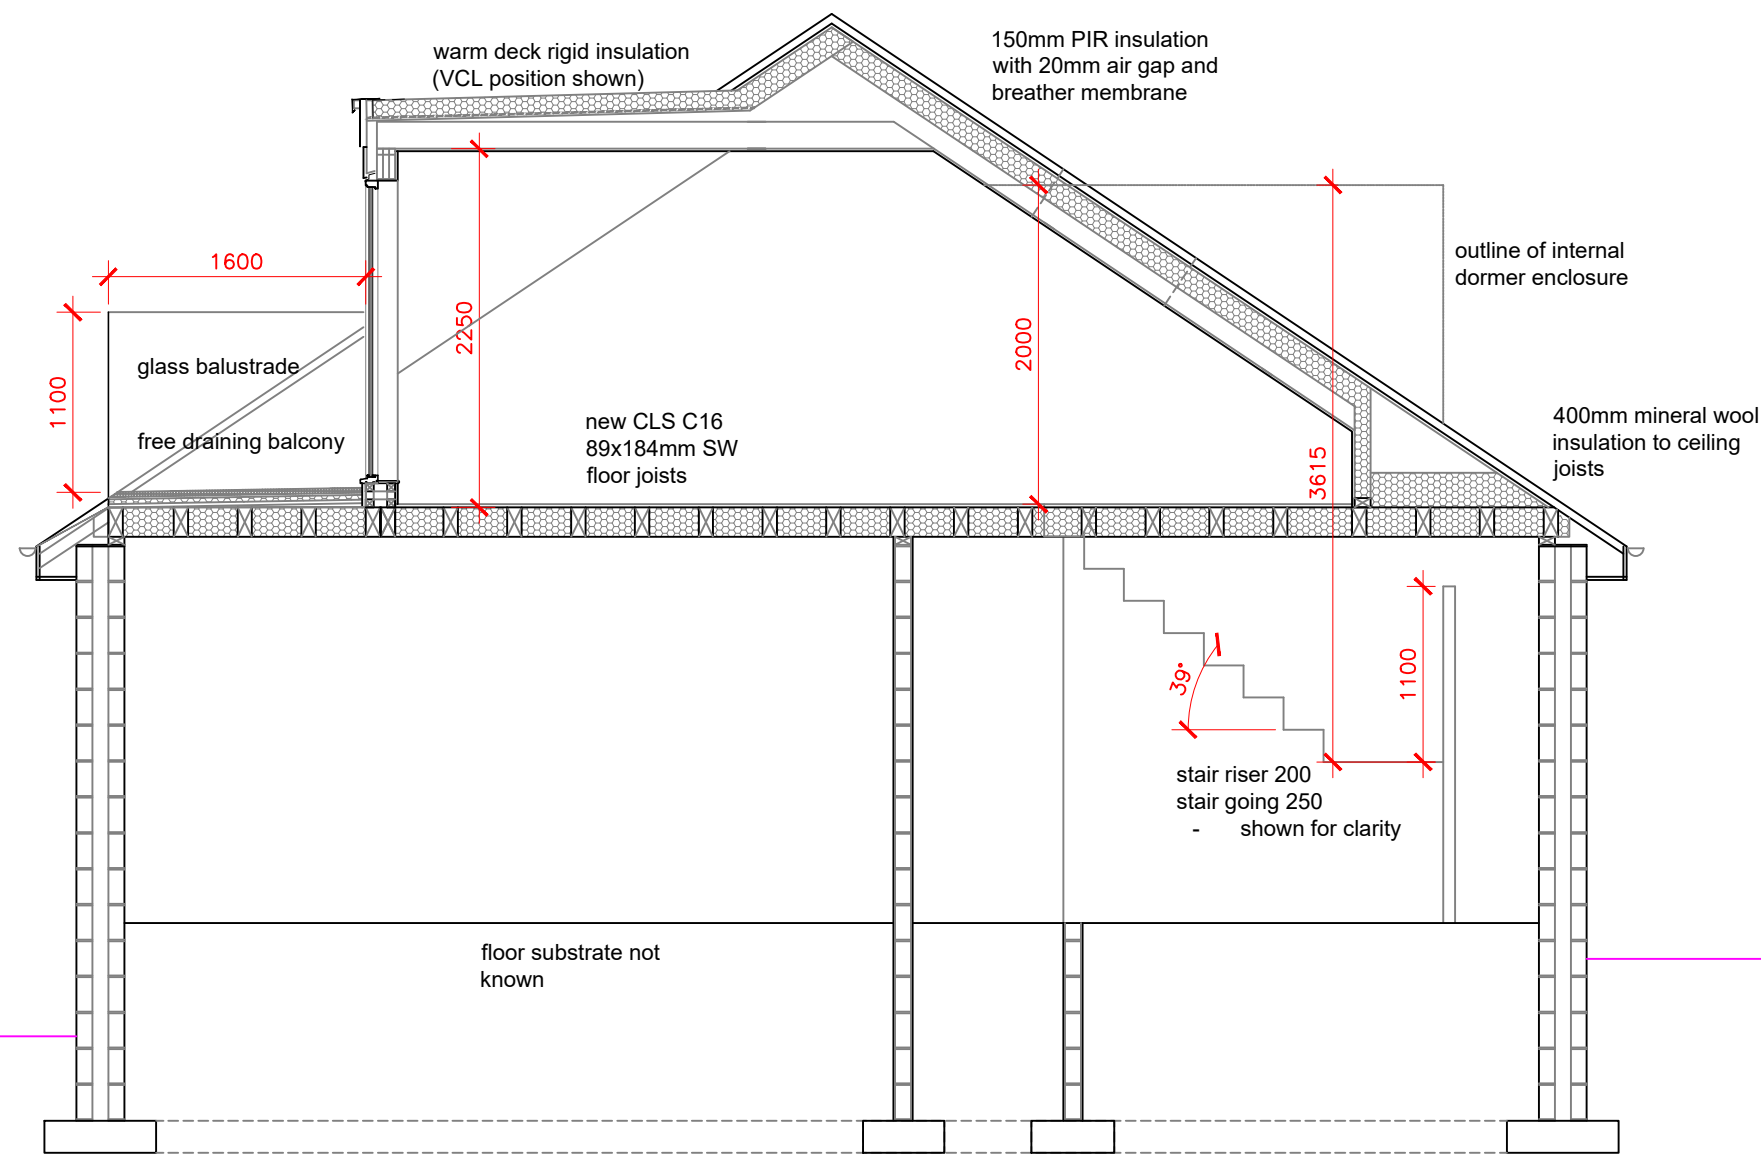 warm deck rigid insulation
(VCL position shown)
150mm PIR insulation
with 20mm air gap and
breather membrane
outline of internal
dormer enclosure
1600
2250
2000
1100
glass balustrade
free draining balcony
new CLS C16
89x184mm SW
floor joists
400mm mineral wool
insulation to ceiling
joists
3615
39°
1100
stair riser 200
stair going 250
- shown for clarity
floor substrate not
known